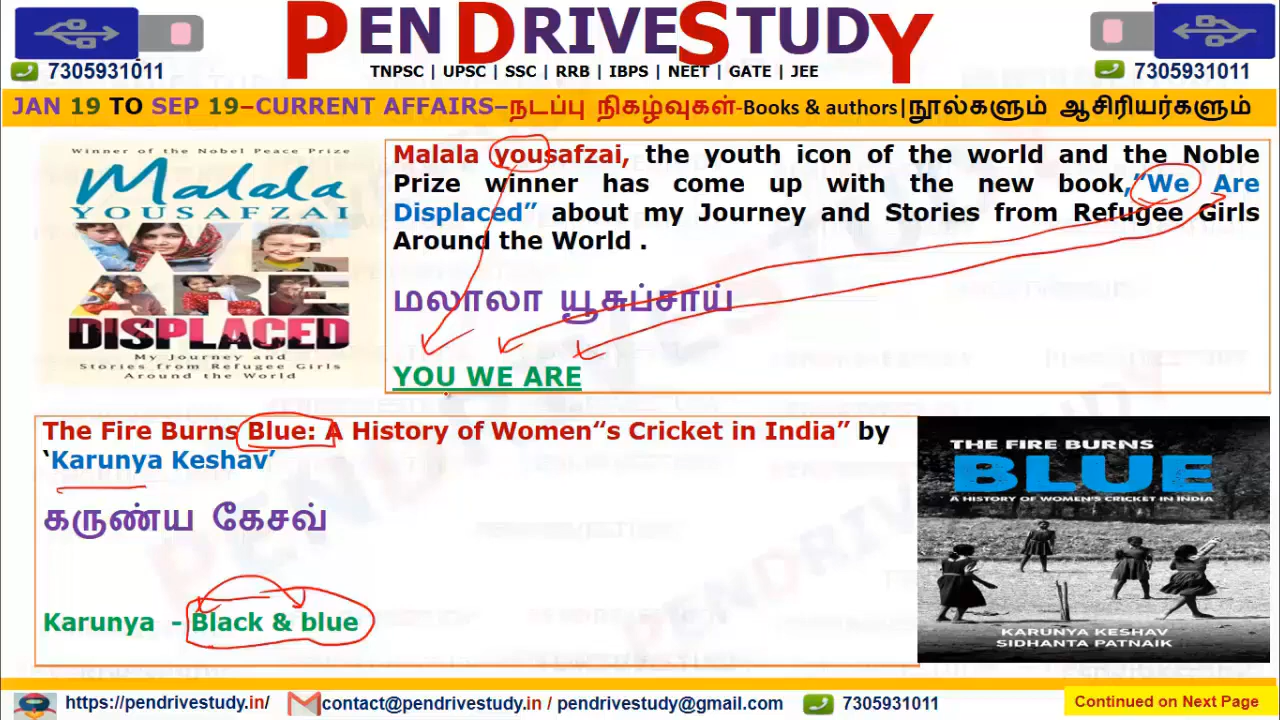 PENDRIVESTUDY
7305931011
TNPSC | UPSC | SSC | RRB | IBPS | NEET | GATE | JEE
7305931011
JAN 19 TO SEP 19–CURRENT AFFAIRS–நடப்பு நிகழ்வுகள்-Books & authors|நூல்களும் ஆசிரியர்களும்
Winner of the Nobel Peace Prize
Malala
YOUSAFZAI
WE
ARE
DISPLACED
My Journey and
Stories from Refugee Girls
Around the World
Malala yousafzai, the youth icon of the world and the Noble
Prize winner has come up with the new book,”We Are
Displaced” about my Journey and Stories from Refugee Girls
Around the World .
மலாலா யூசுப்சாய்
YOU WE ARE
The Fire Burns Blue: A History of Women“s Cricket in India” by
‘Karunya Keshav’
கருண்ய கேசவ்
Karunya - Black & blue
THE FIRE BURNS
BLUE
A HISTORY OF WOMEN'S CRICKET IN INDIA
KARUNYA KESHAV
SIDHANTA PATNAIK
https://pendrivestudy.in/ contact@pendrivestudy.in / pendrivestudy@gmail.com 7305931011
Continued on Next Page